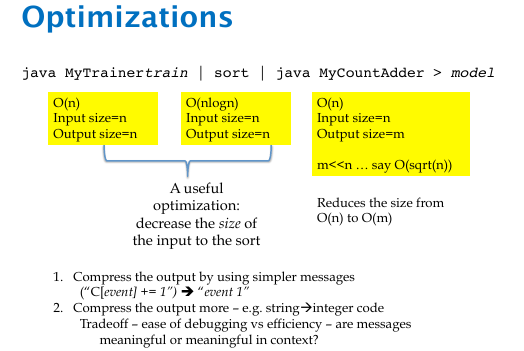 Optimizations
java MyTrainertrain | sort | java MyCountAdder > model
O(n)
Input size=n
Output size=n
O(nlogn)
Input size=n
Output size=n
O(n)
Input size=n
Output size=m
m<<n … say O(sqrt(n))
A useful
optimization:
decrease the size of
the input to the sort
Reduces the size from
O(n) to O(m)
1. Compress the output by using simpler messages
(“C[event] += 1”) ➔ “event 1”
2. Compress the output more – e.g. string→integer code
Tradeoff – ease of debugging vs efficiency – are messages
meaningful or meaningful in context?